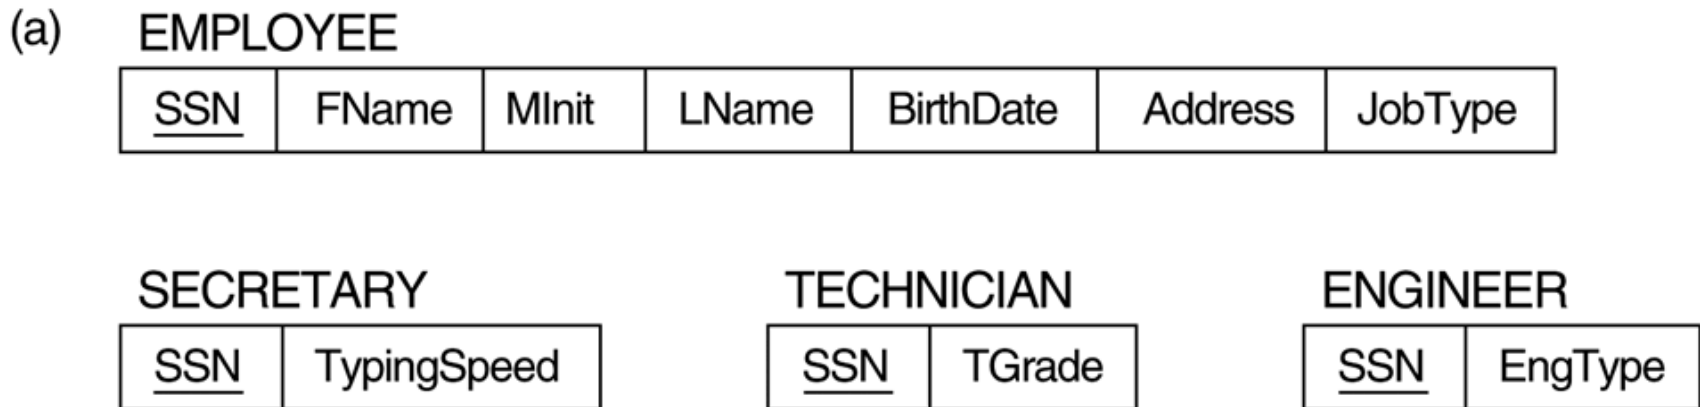 (a) EMPLOYEE
SSN FName MInit LName BirthDate Address JobType
SECRETARY TECHNICIAN ENGINEER
SSN TypingSpeed SSN TGrade SSN EngType